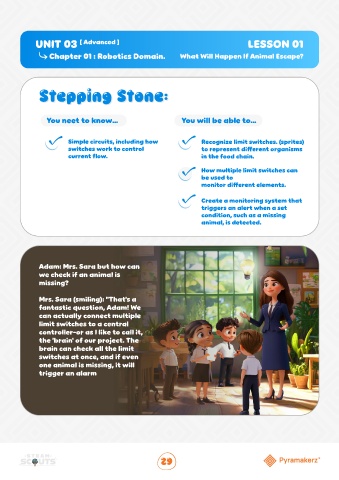 UNIT 03 [ Advanced ]
LESSON 01
Chapter 01 : Robotics Domain.
What Will Happen If Animal Escape?
Stepping Stone:
You neet to know...
Simple circuits, including how
switches work to control
current flow.
You will be able to...
Recognize limit switches. (sprites)
to represent different organisms
in the food chain.
How multiple limit switches can
be used to
monitor different elements.
Create a monitoring system that
triggers an alert when a set
condition, such as a missing
animal, is detected.
Adam: Mrs. Sara but how can
we check if an animal is
missing?
Mrs. Sara (smiling): "That's a
fantastic question, Adam! We
can actually connect multiple
limit switches to a central
controller-or as I like to call it,
the 'brain' of our project. The
brain can check all the limit
switches at once, and if even
one animal is missing, it will
trigger an alarm
SCOUTS
29
Pyramakerz